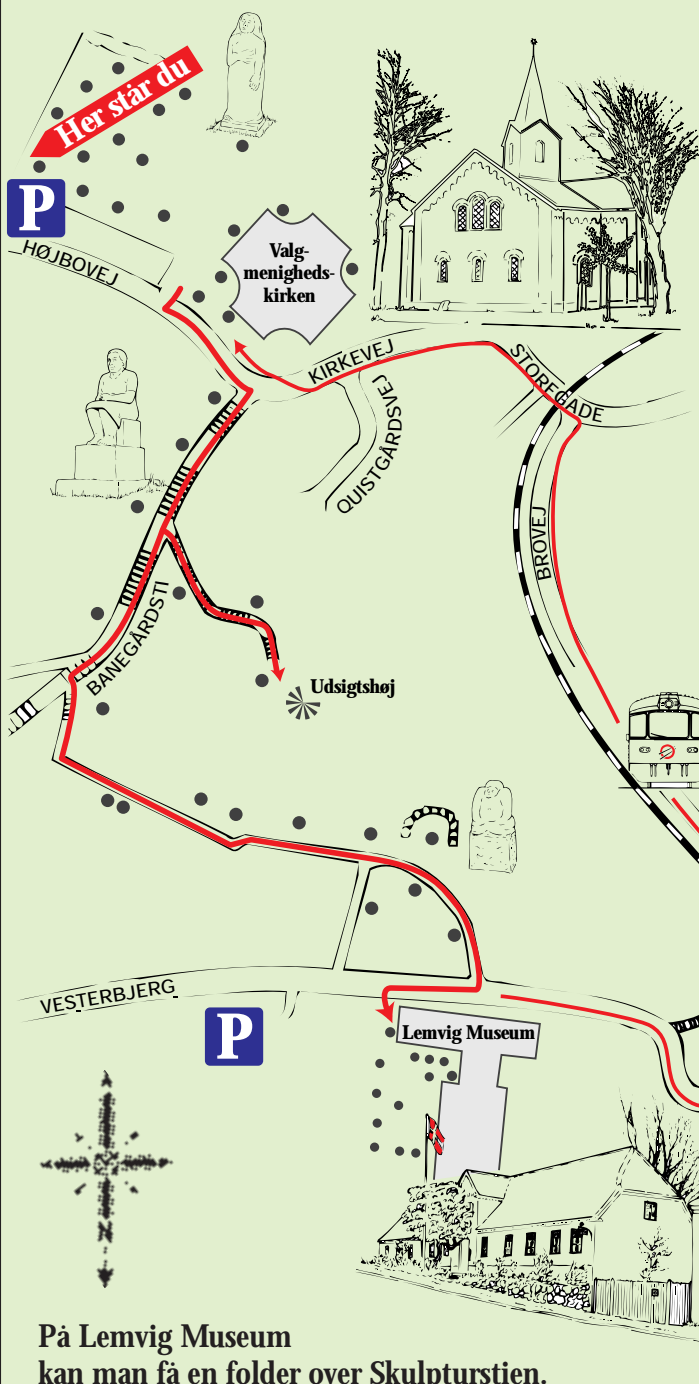 Her står du
P
HØJBOVEJ
Valg-
menigheds-
kirken
KIRKEVEJ
STOREGADE
QUISTGÅRDSVEJ
BROVEJ
BANEGÅRDSTI
Udsigtshøj
VESTERBJERG
P
Lemvig Museum
N
På Lemvig Museum
kan man få en folder over Skulpturstien.